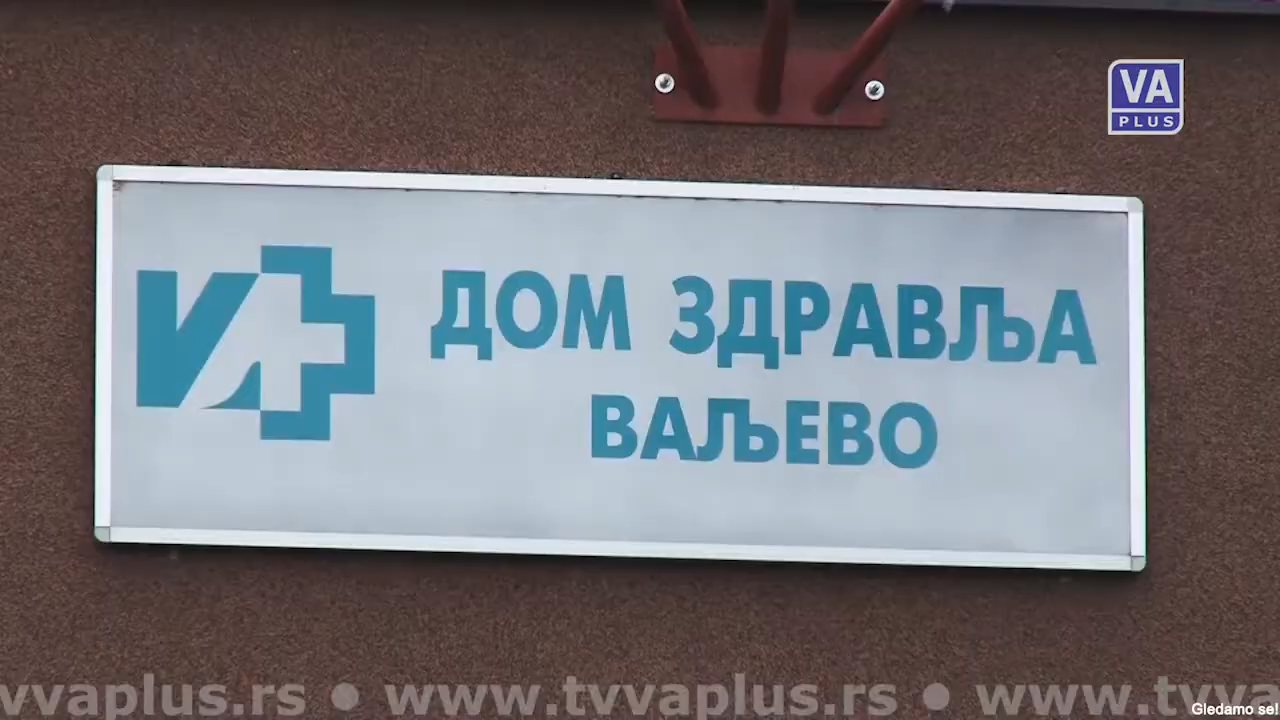 VA
PLUS
ДОМ ЗДРАВЉА
ВАЉЕВО
vvaplus.rs • www.tvvaplus.rs • www.tvva
Gledamo se!